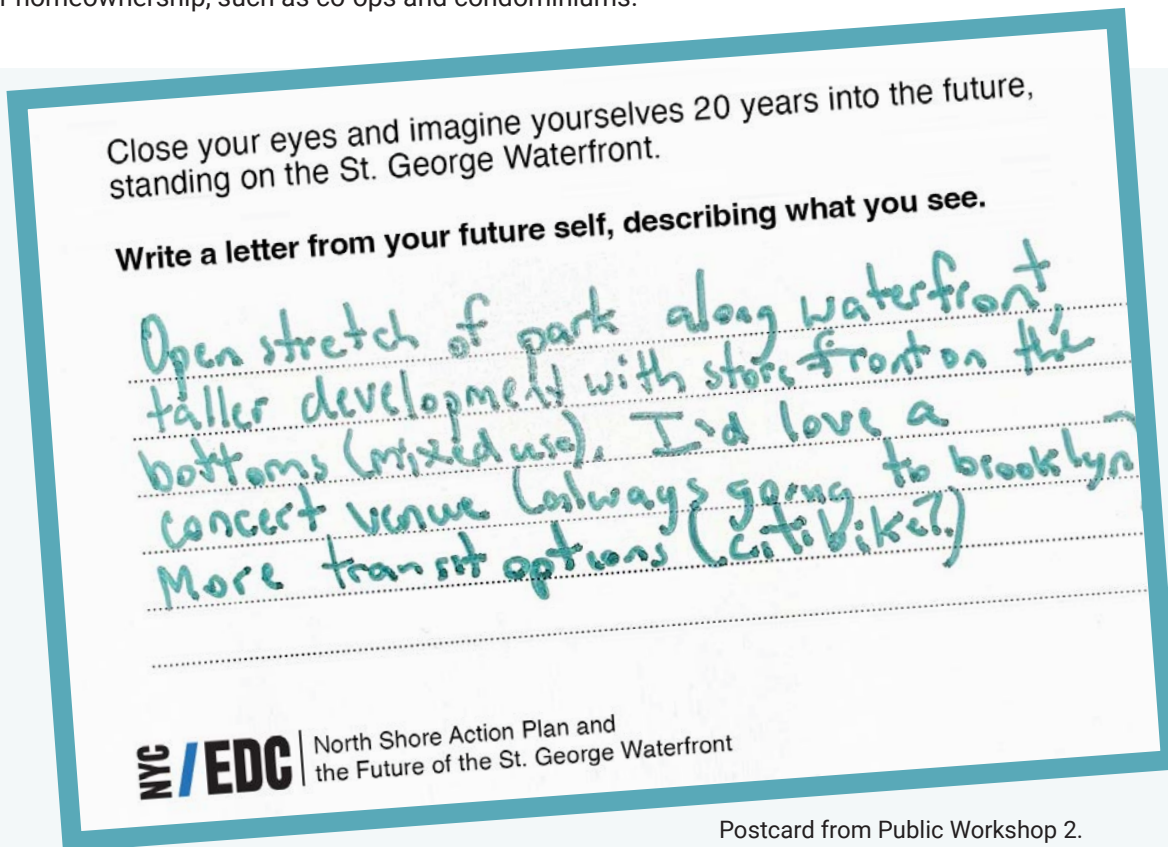 r homeownership, such as co-ops and condominiums.
Close your eyes and imagine yourselves 20 years into the future,
standing on the St. George Waterfront.
Write a letter from your future self, describing what you see.
Open stretch of park along waterfront,
taller development with store front on the
bottoms (mixed use). I'd love a
concert venue (always going to brooklyn)
More transit options (citibike?)
NYC/EDC
North Shore Action Plan and
the Future of the St. George Waterfront
Postcard from Public Workshop 2.